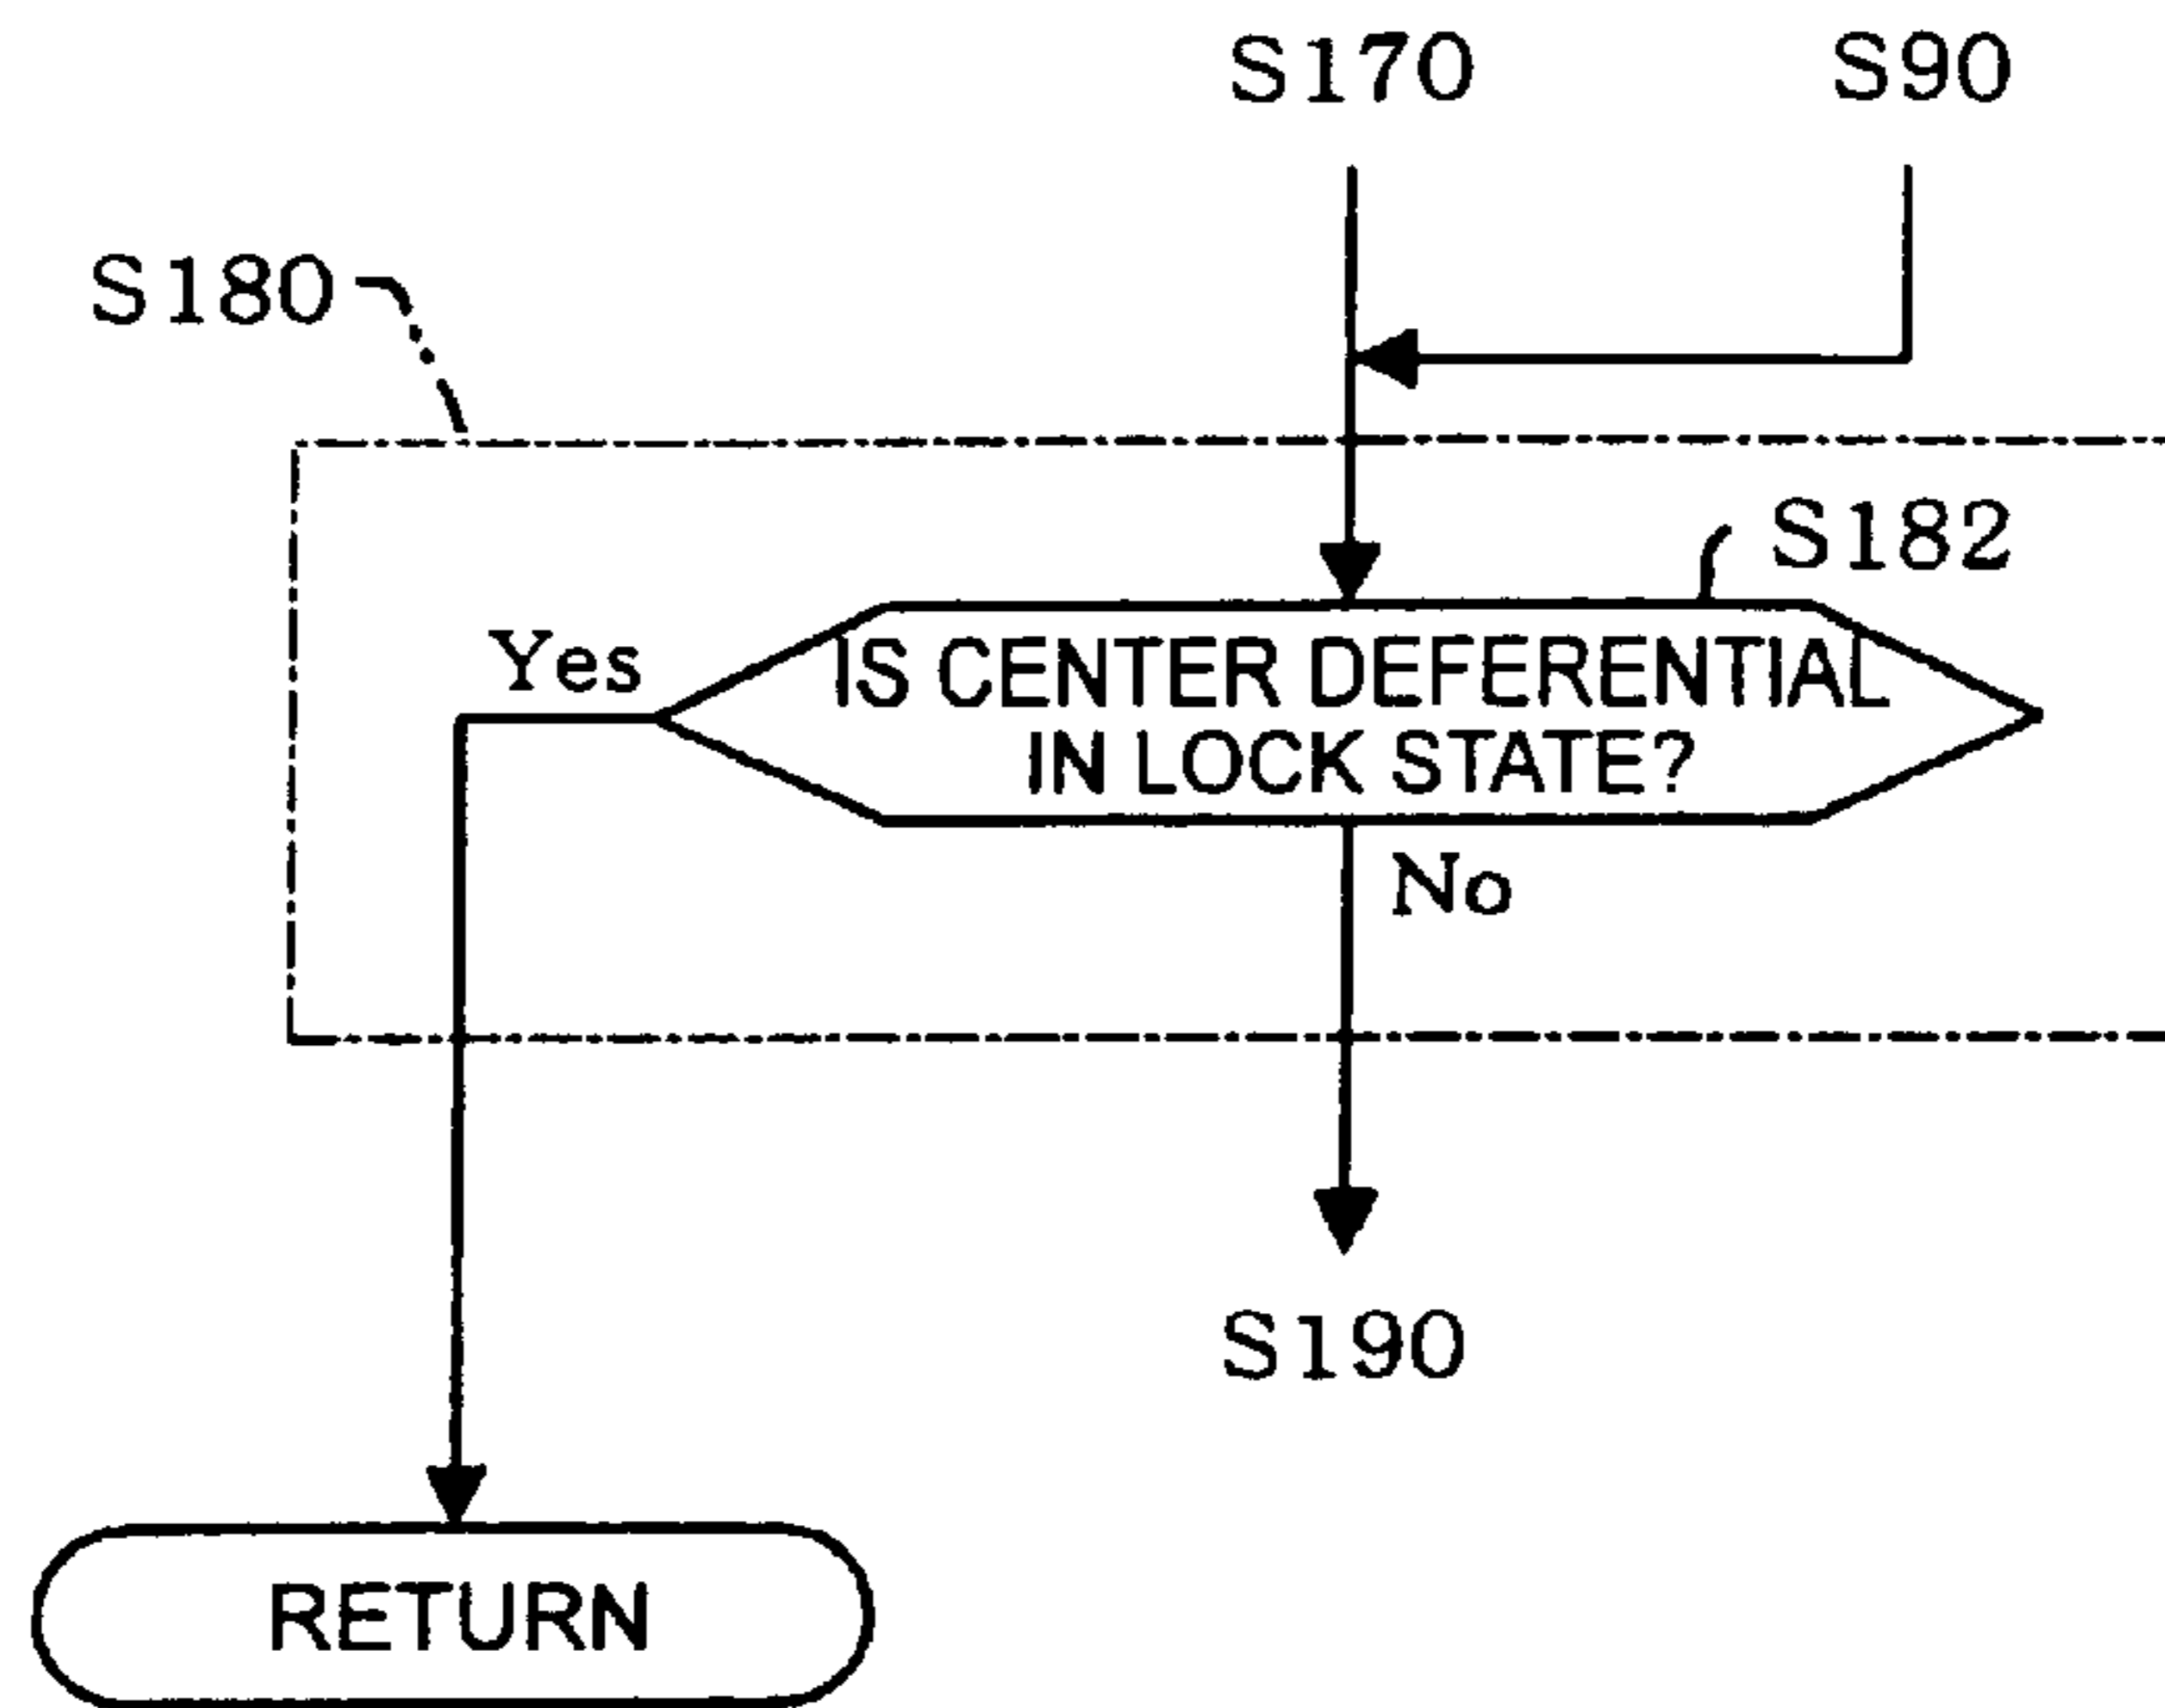 S170
S90
S180
S182
Yes
IS CENTER DEFERENTIAL
IN LOCK STATE?
No
S190
RETURN